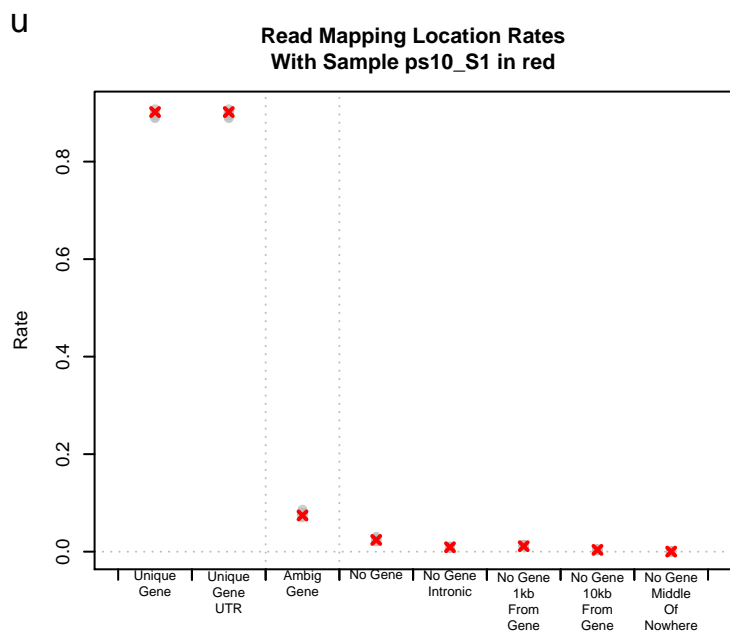 u
Read Mapping Location Rates
With Sample ps10_S1 in red
Rate
0.8
0.6
0.4
0.2
0.0
Unique
Gene
Unique
Gene
UTR
Ambig
Gene
No Gene
No Gene
Intronic
No Gene
1kb
From
Gene
No Gene
10kb
From
Gene
No Gene
Middle
Of
Nowhere